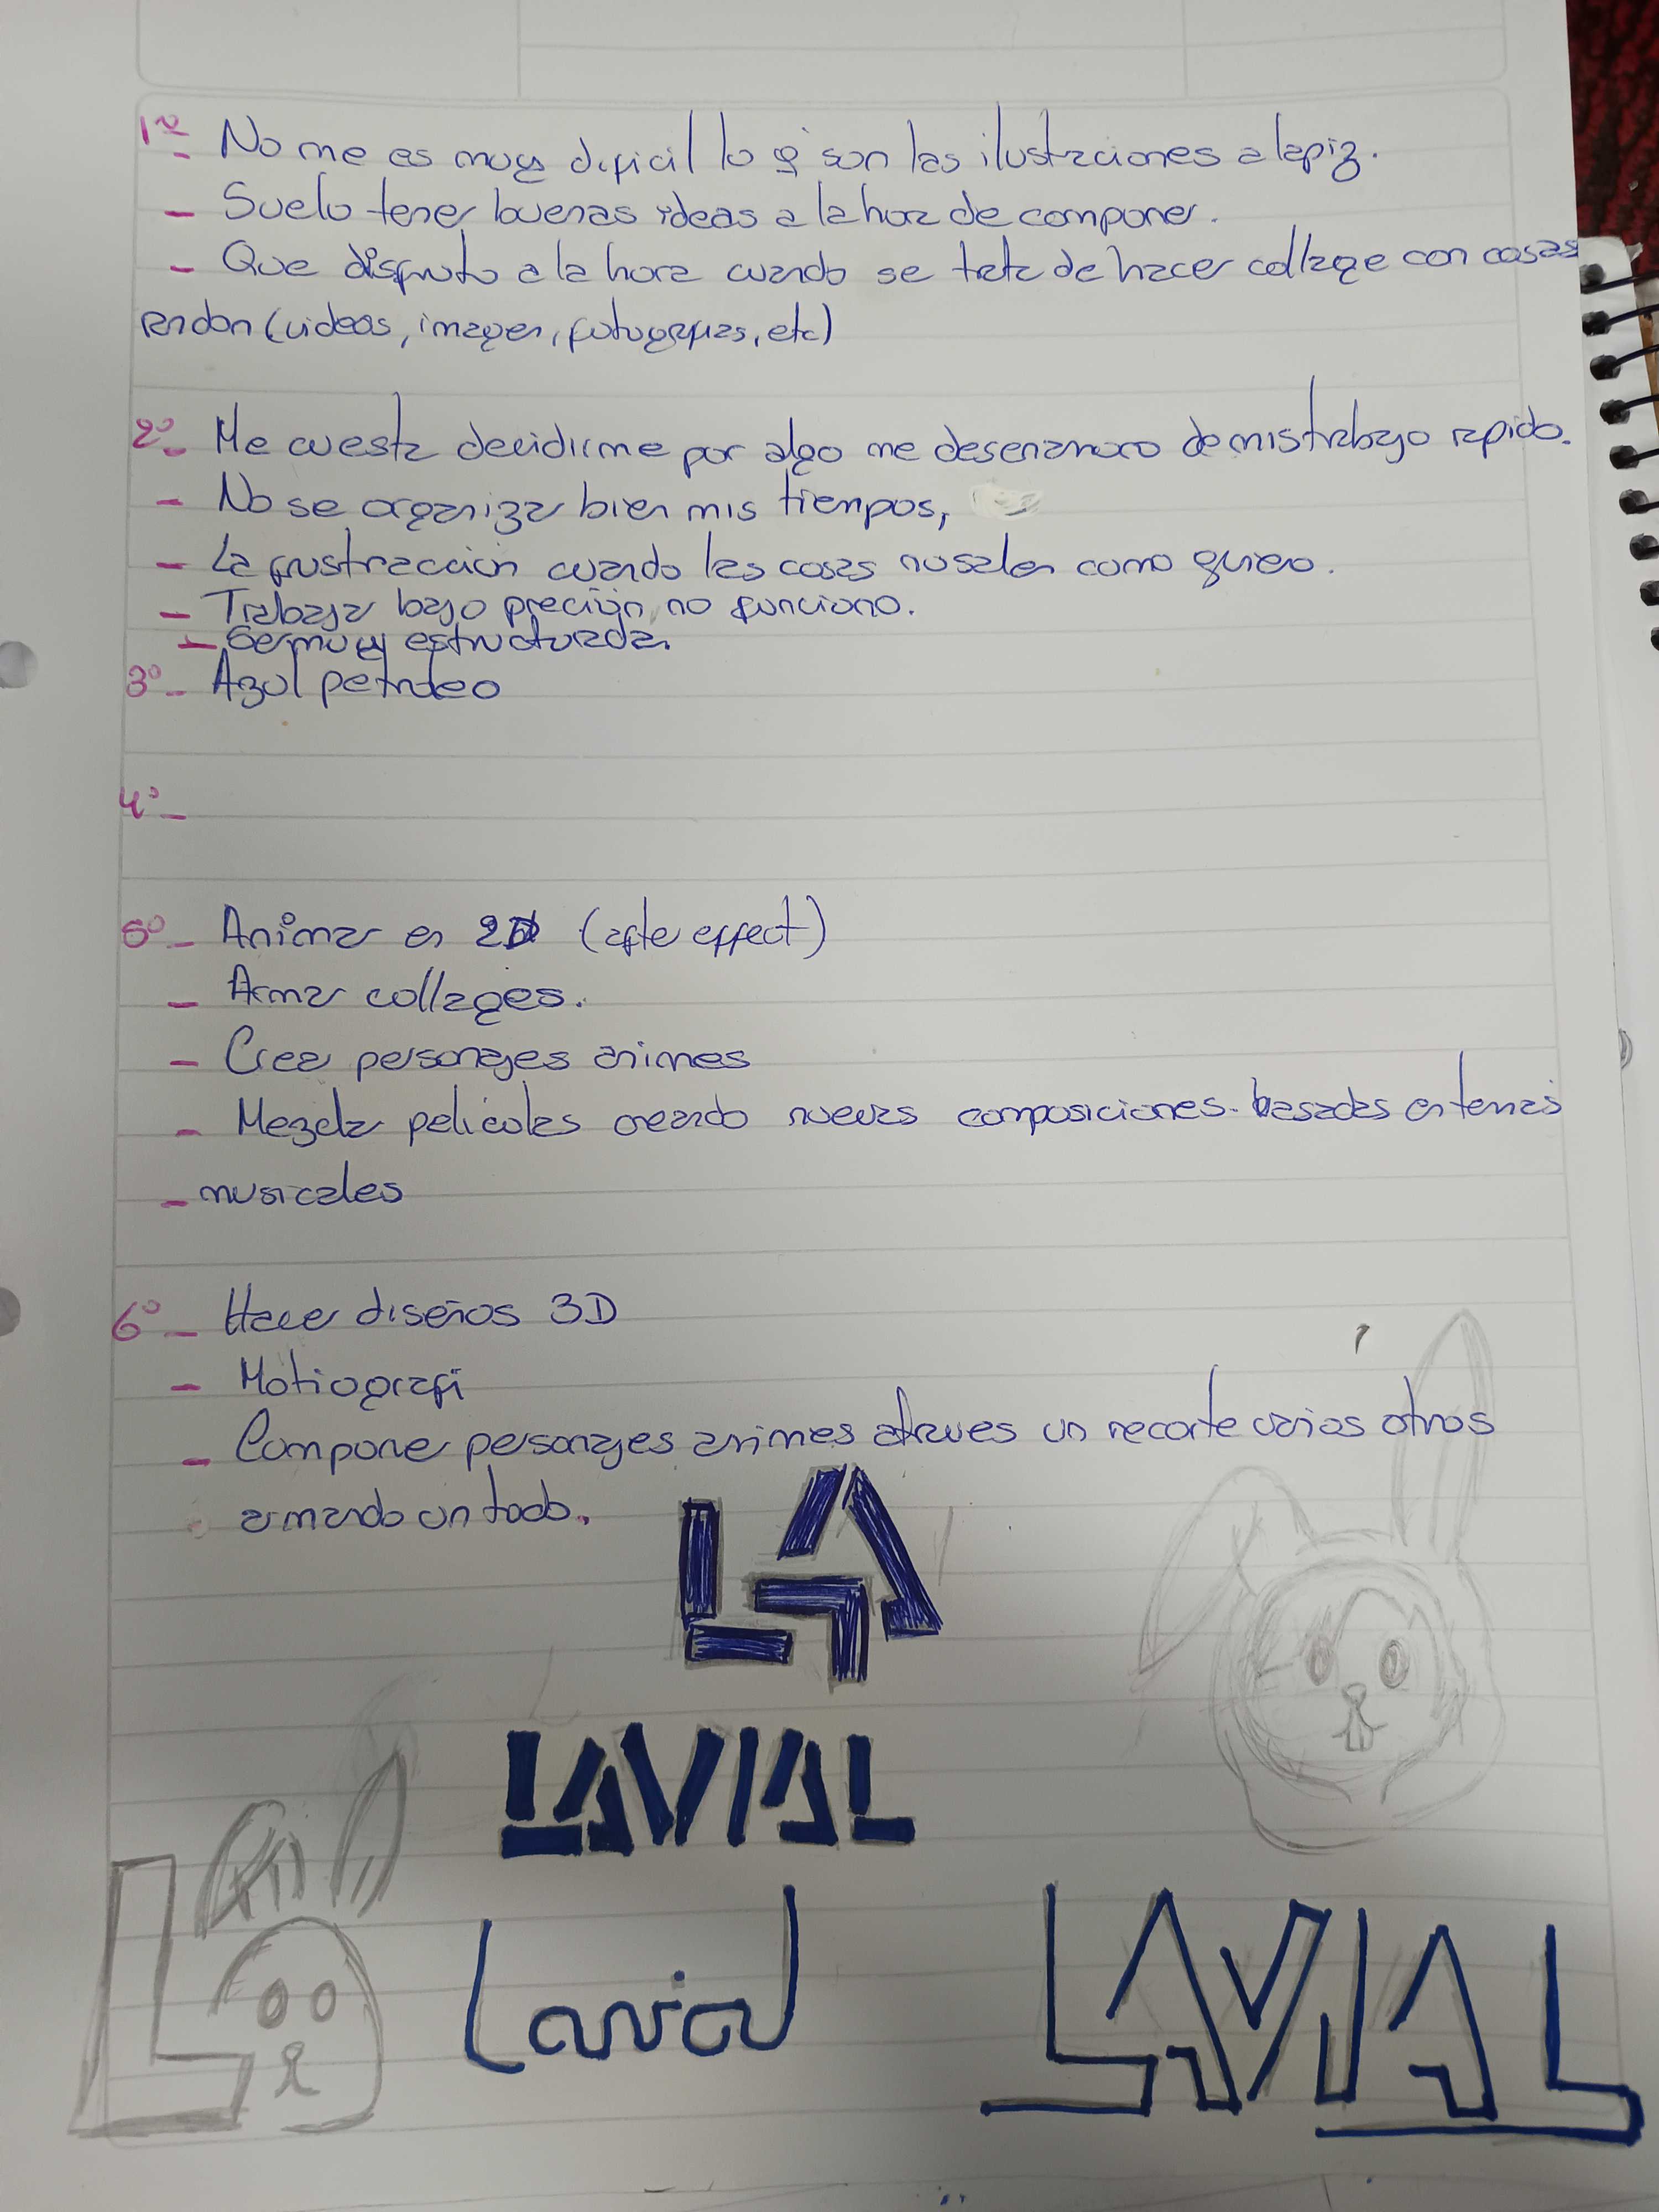 1º- No me es muy dificil lo q' son las ilustraciones a lapiz.
- Suelo tener buenas ideas a la hora de componer.
- Que disfruto a la hora cuando se trata de hacer collage con cosas
random (videos, imagen, fotografias, etc)
2º- Me cuesta decidirme por algo me desenamoro de mis trabajo rapido.
- No se organizar bien mis tiempos,
- La frustraccion cuando las cosas no salen como quiero.
- Trabajar bajo precion, no funciono.
- Ser muy estructurada.
3º- Azul petroleo
4º-
5º- Animar en 2D (afte effect)
- Armar collages.
- Crear personajes animes
- Mezclar peliculas creando nuevas composiciones basadas en temas
- musicales
6º- Hacer diseños 3D
- Motiografi
- Componer personajes animes atraves un recorte varios otros
armando un todo.
LA
LAVIAL
L
Lavial
LAVIAL